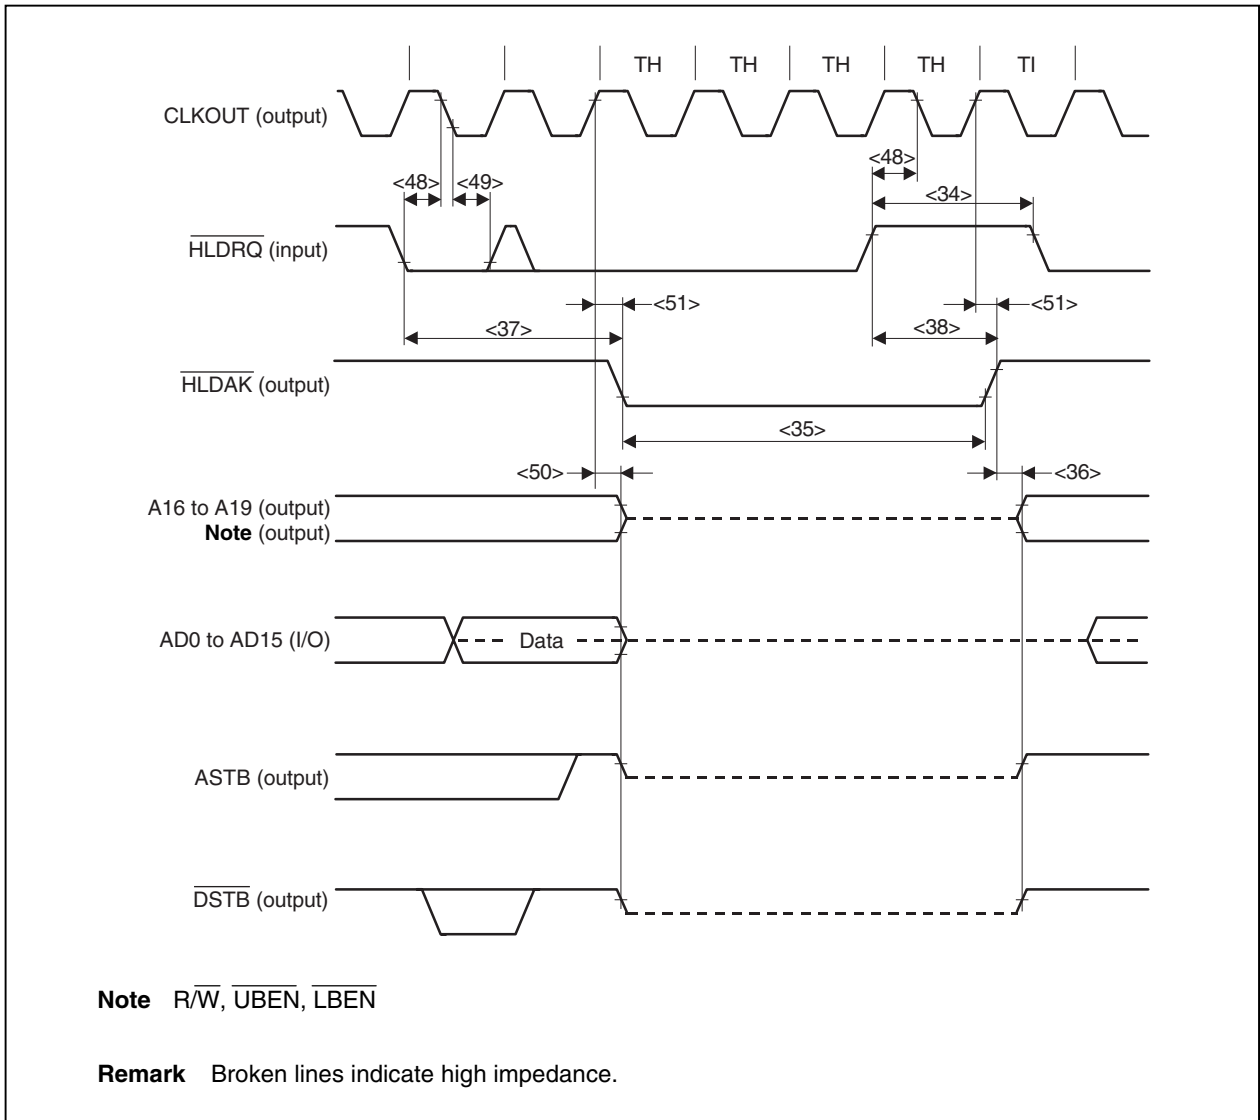 TH TH TH TH TI
CLKOUT (output)
<48>
<48> <49>
<34>
HLDRQ (input)
<51> <51>
<37> <38>
HLDAK (output)
<35>
<50> <36>
A16 to A19 (output)
Note (output)
AD0 to AD15 (I/O) Data
ASTB (output)
DSTB (output)
Note R/W, UBEN, LBEN
Remark Broken lines indicate high impedance.